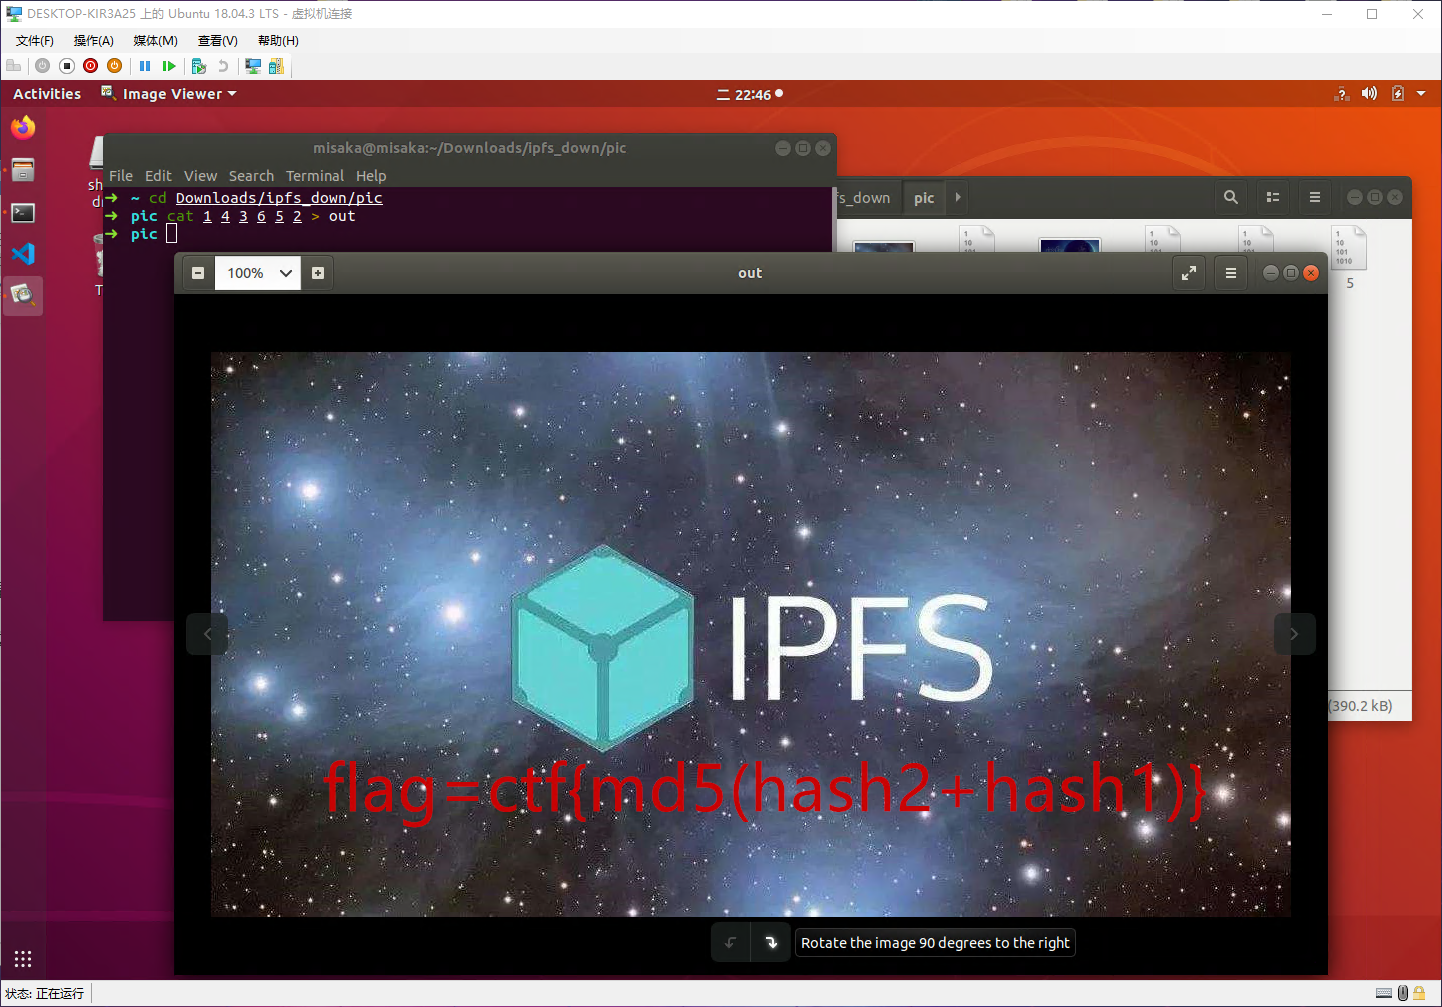 DESKTOP-KIR3A25 上的 Ubuntu 18.04.3 LTS - 虚拟机连接
文件(F) 操作(A) 媒体(M) 查看(V) 帮助(H)
Activities Image Viewer 二 22:46
misaka@misaka:~/Downloads/ipfs_down/pic
File Edit View Search Terminal Help
➜ ~ cd Downloads/ipfs_down/pic
➜ pic cat 1 4 3 6 5 2 > out
➜ pic
fs_down pic
5
(390.2 kB)
100% out
IPFS
flag=ctf{md5(hash2+hash1)}
Rotate the image 90 degrees to the right
状态: 正在运行